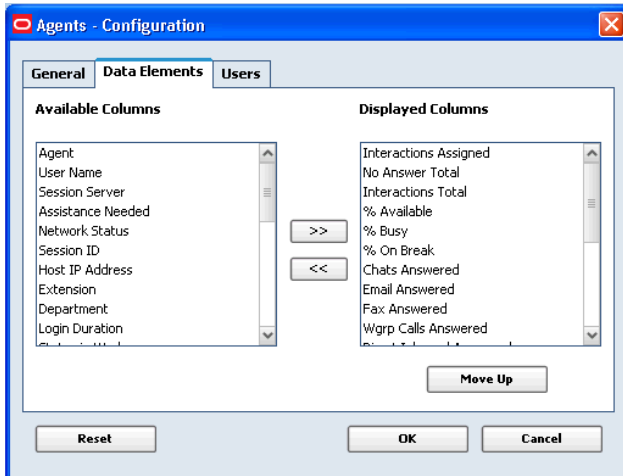 Agents - Configuration
General
Data Elements
Users
Available Columns
Displayed Columns
Agent
User Name
Session Server
Assistance Needed
Network Status
Session ID
Host IP Address
Extension
Department
Login Duration
>>
<<
Interactions Assigned
No Answer Total
Interactions Total
% Available
% Busy
% On Break
Chats Answered
Email Answered
Fax Answered
Wgrp Calls Answered
Move Up
Reset
OK
Cancel